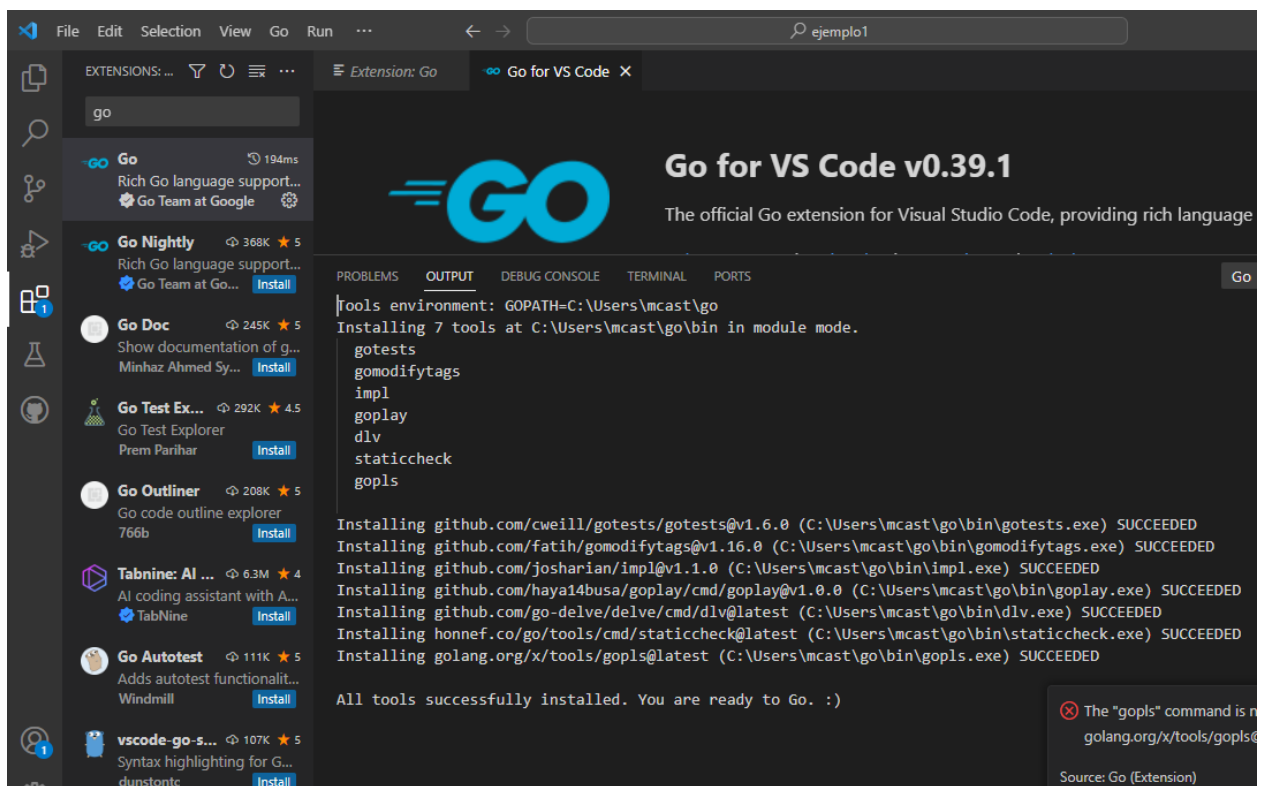 File Edit Selection View Go Run ··· ejemplo1
EXTENSIONS: ...
go
Go 194ms
Rich Go language support...
Go Team at Google
Go Nightly 368K ★ 5
Rich Go language support...
Go Team at Go... Install
Go Doc 245K ★ 5
Show documentation of g...
Minhaz Ahmed Sy... Install
Go Test Ex... 292K ★ 4.5
Go Test Explorer
Prem Parihar Install
Go Outliner 208K ★ 5
Go code outline explorer
766b Install
Tabnine: AI ... 6.3M ★ 4
AI coding assistant with A...
TabNine Install
Go Autotest 111K ★ 5
Adds autotest functionalit...
Windmill Install
vscode-go-s... 107K ★ 5
Syntax highlighting for G...
dunstontc Install
1
1
Extension: Go Go for VS Code
GO
Go for VS Code v0.39.1
The official Go extension for Visual Studio Code, providing rich language
PROBLEMS OUTPUT DEBUG CONSOLE TERMINAL PORTS Go
Tools environment: GOPATH=C:\Users\mcast\go
Installing 7 tools at C:\Users\mcast\go\bin in module mode.
gotests
gomodifytags
impl
goplay
dlv
staticcheck
gopls
Installing github.com/cweill/gotests/gotests@v1.6.0 (C:\Users\mcast\go\bin\gotests.exe) SUCCEEDED
Installing github.com/fatih/gomodifytags@v1.16.0 (C:\Users\mcast\go\bin\gomodifytags.exe) SUCCEEDED
Installing github.com/josharian/impl@v1.1.0 (C:\Users\mcast\go\bin\impl.exe) SUCCEEDED
Installing github.com/haya14busa/goplay/cmd/goplay@v1.0.0 (C:\Users\mcast\go\bin\goplay.exe) SUCCEEDED
Installing github.com/go-delve/delve/cmd/dlv@latest (C:\Users\mcast\go\bin\dlv.exe) SUCCEEDED
Installing honnef.co/go/tools/cmd/staticcheck@latest (C:\Users\mcast\go\bin\staticcheck.exe) SUCCEEDED
Installing golang.org/x/tools/gopls@latest (C:\Users\mcast\go\bin\gopls.exe) SUCCEEDED
All tools successfully installed. You are ready to Go. :)
The "gopls" command is n
golang.org/x/tools/gopls@
Source: Go (Extension)